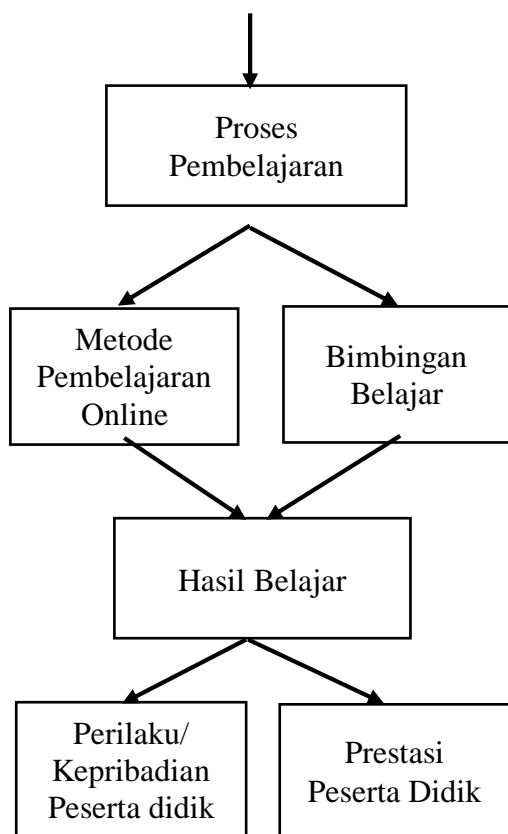 Proses
Pembelajaran
Metode
Pembelajaran
Online
Bimbingan
Belajar
Hasil Belajar
Perilaku/
Kepribadian
Peserta didik
Prestasi
Peserta Didik